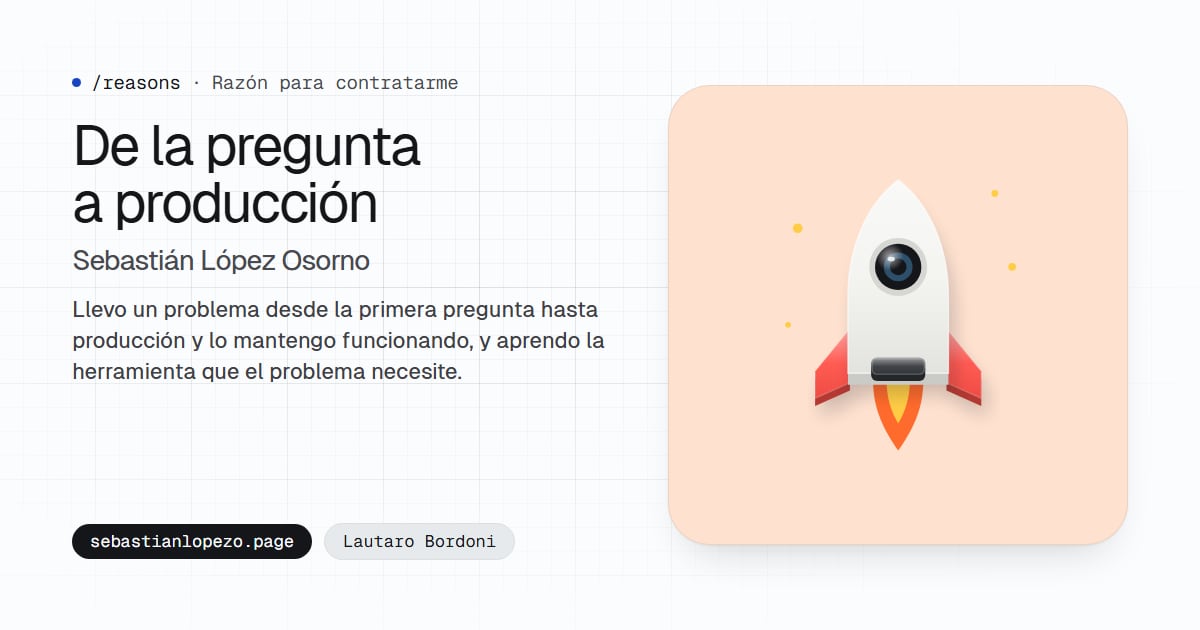 /reasons · Razón para contratarme
De la pregunta
a producción
Sebastián López Osorno
Llevo un problema desde la primera pregunta hasta
producción y lo mantengo funcionando, y aprendo la
herramienta que el problema necesite.
sebastianlopezo.page
Lautaro Bordoni